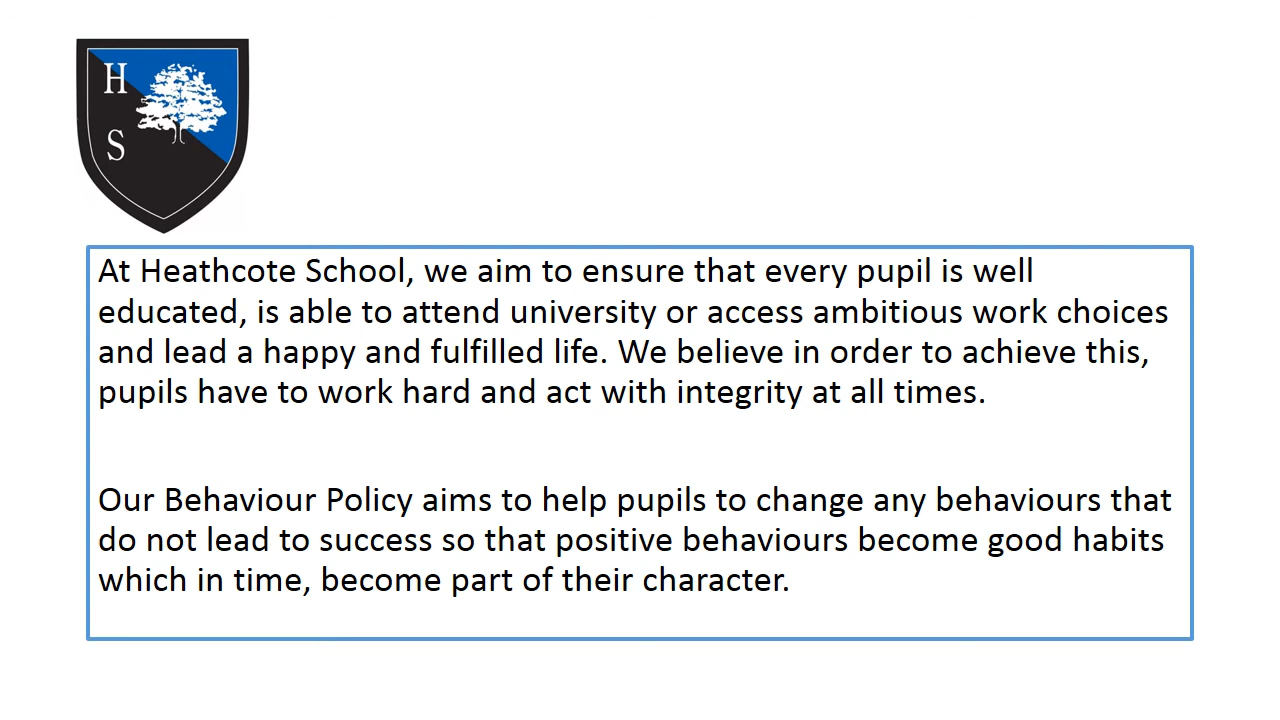 H
S
At Heathcote School, we aim to ensure that every pupil is well
educated, is able to attend university or access ambitious work choices
and lead a happy and fulfilled life. We believe in order to achieve this,
pupils have to work hard and act with integrity at all times.
Our Behaviour Policy aims to help pupils to change any behaviours that
do not lead to success so that positive behaviours become good habits
which in time, become part of their character.